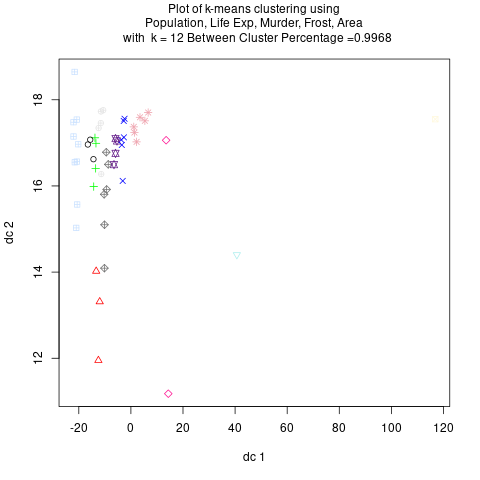 Plot of k-means clustering using
Population, Life Exp, Murder, Frost, Area
with k = 12 Between Cluster Percentage =0.9968
18
16
14
12
dc 2
-20 0 20 40 60 80 100 120
dc 1